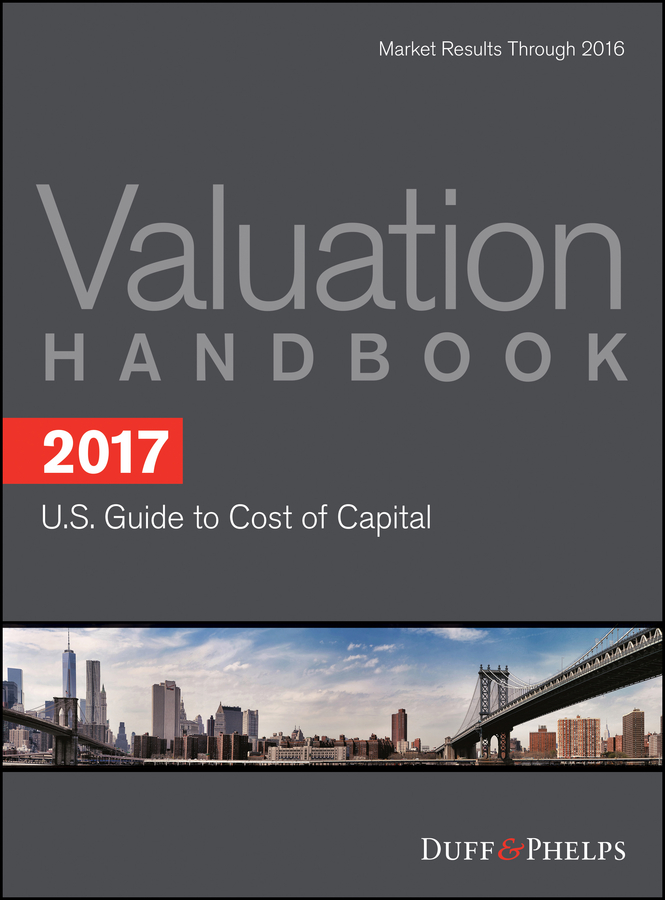 Market Results Through 2016
Valuation
HANDBOOK
2017
U.S. Guide to Cost of Capital
DUFF & PHELPS